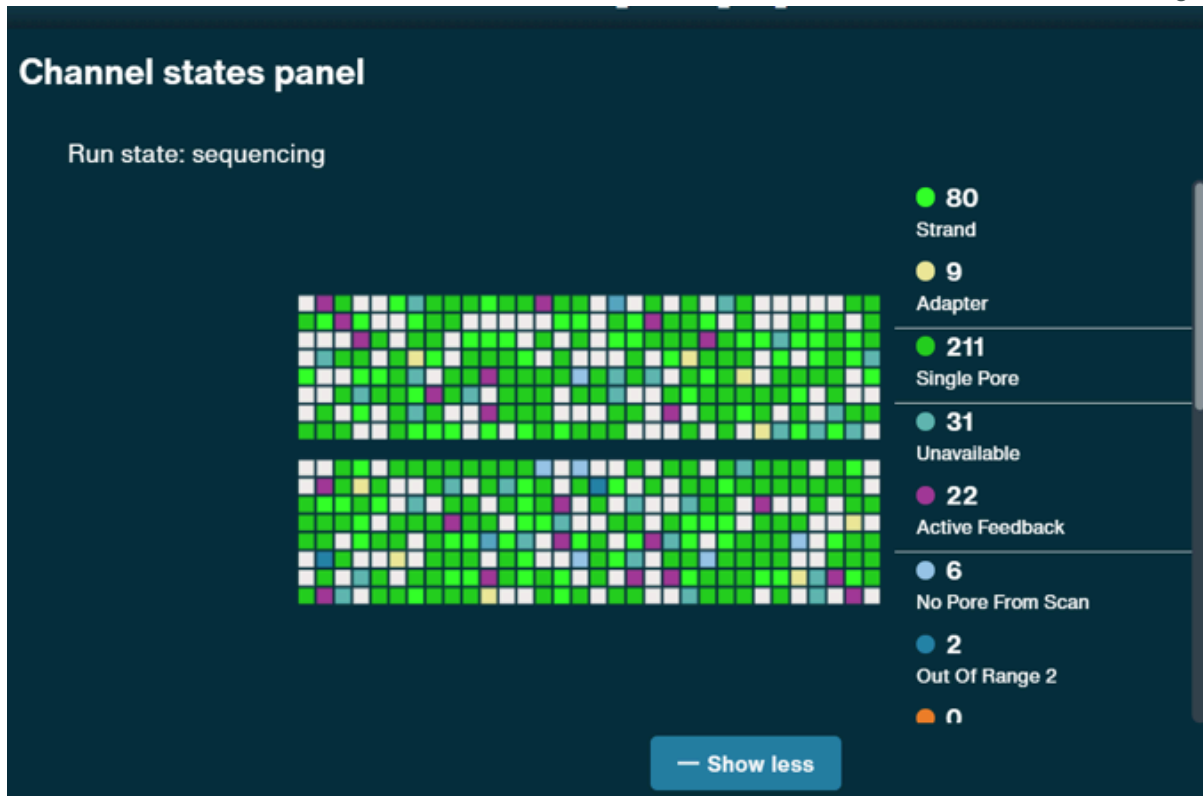 Channel states panel
Run state: sequencing
80
Strand
9
Adapter
211
Single Pore
31
Unavailable
22
Active Feedback
6
No Pore From Scan
2
Out Of Range 2
0
— Show less